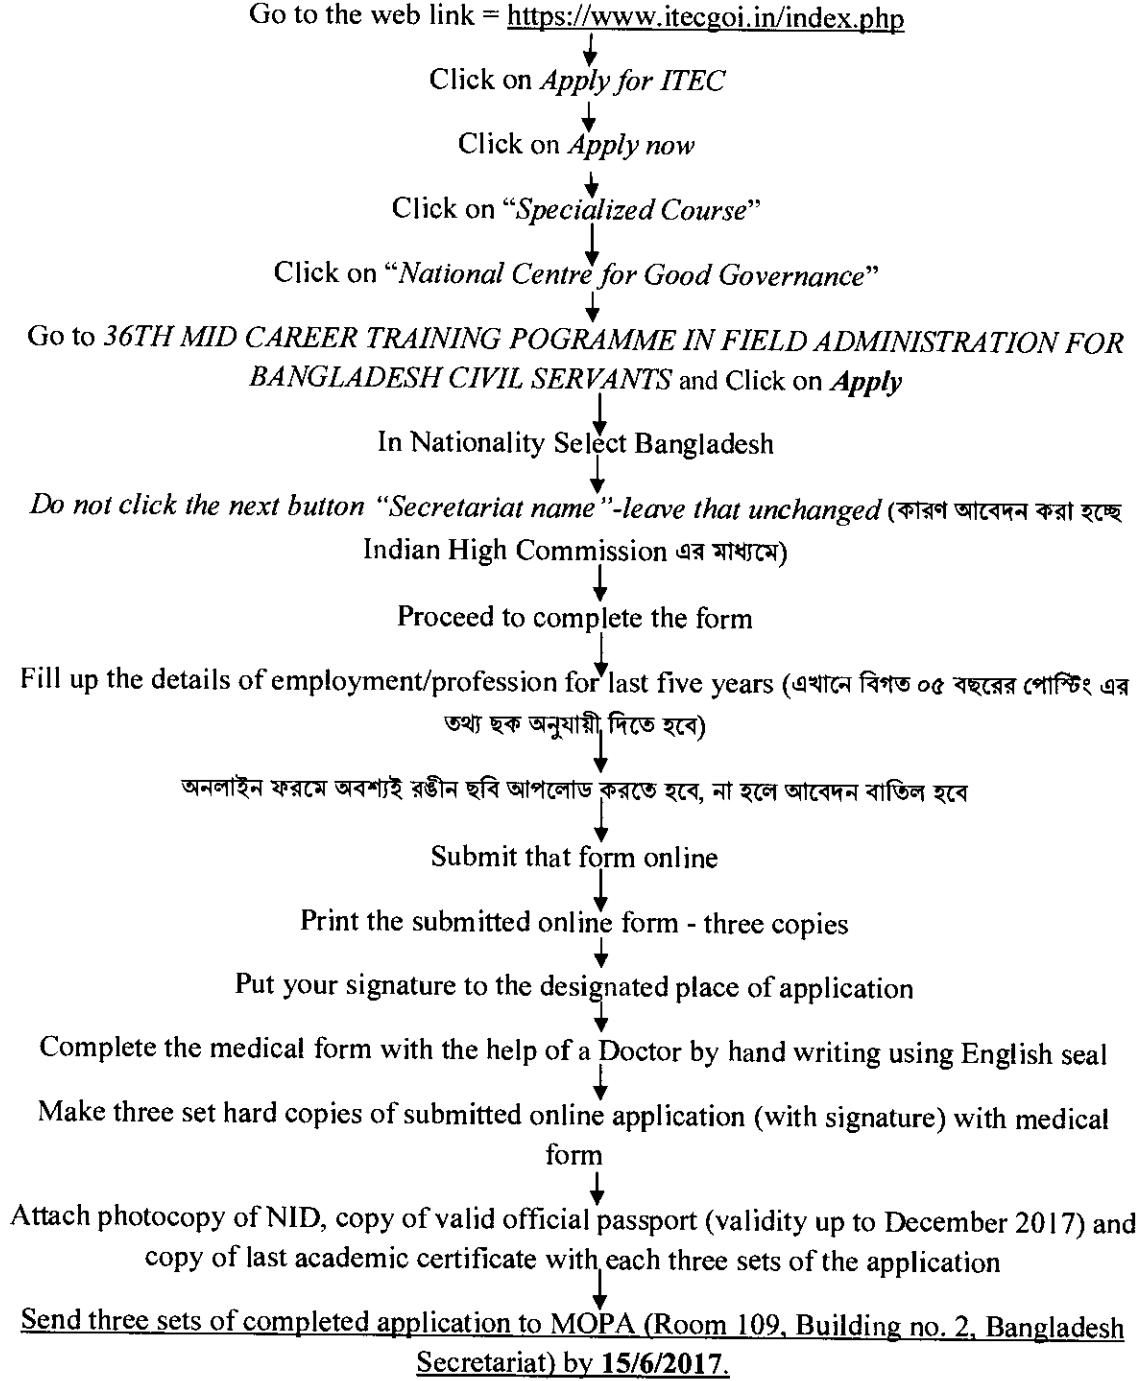 Go to the web link = https://www.itecgoi.in/index.php
Click on Apply for ITEC
Click on Apply now
Click on “Specialized Course”
Click on “National Centre for Good Governance”
Go to 36TH MID CAREER TRAINING POGRAMME IN FIELD ADMINISTRATION FOR
BANGLADESH CIVIL SERVANTS and Click on Apply
In Nationality Select Bangladesh
Do not click the next button “Secretariat name”-leave that unchanged (কারণ আবেদন করা হচ্ছে
Indian High Commission এর মাধ্যমে)
Proceed to complete the form
Fill up the details of employment/profession for last five years (এখানে বিগত ০৫ বছরের পোস্টিং এর
তথ্য ছক অনুযায়ী দিতে হবে)
অনলাইন ফরমে অবশ্যই রঙীন ছবি আপলোড করতে হবে, না হলে আবেদন বাতিল হবে
Submit that form online
Print the submitted online form - three copies
Put your signature to the designated place of application
Complete the medical form with the help of a Doctor by hand writing using English seal
Make three set hard copies of submitted online application (with signature) with medical
form
Attach photocopy of NID, copy of valid official passport (validity up to December 2017) and
copy of last academic certificate with each three sets of the application
Send three sets of completed application to MOPA (Room 109, Building no. 2, Bangladesh
Secretariat) by 15/6/2017.